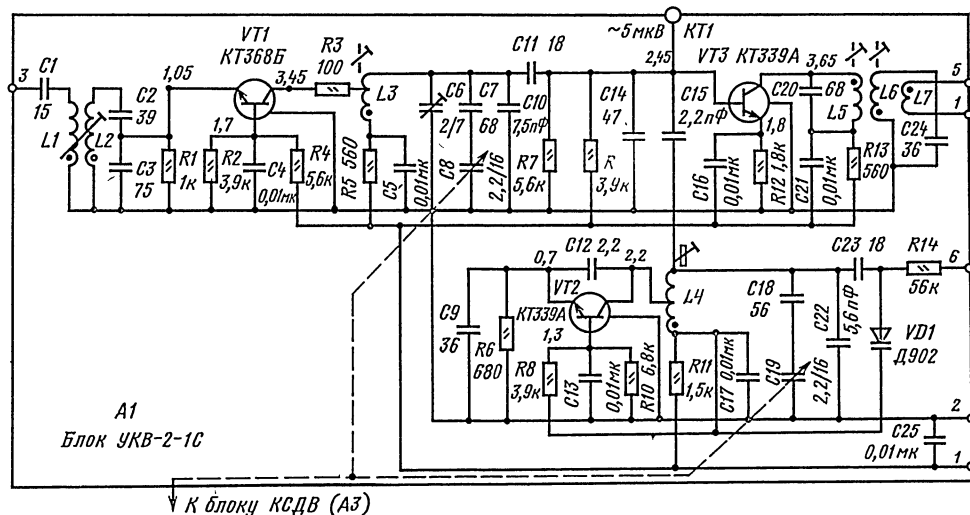 ~5мкВ
КТ1
3
C1
15
L1
L2
C2
39
C3
75
1,05
R1
1к
VT1
КТ368Б
3,45
1,7
R2
3,9к
C4
0,01мк
R4
5,6к
R3
100
L3
R5 560
C5
0,01мк
C6
2/7
C7
68
C8
2,2/16
C10
7,5пФ
C11 18
R7
5,6к
R
3,9к
C14
47
2,45
C15
2,2пФ
VT3 КТ339А
1,8
C16
0,01мк
R12 1,8к
3,65
C20
68
C21
0,01мк
L5
R13
560
L6
L7
C24
36
5
1
C9
36
R6
680
0,7
C12 2,2
2,2
VT2
КТ339А
1,3
R8
3,9к
C13
0,01мк
R10 6,8к
L4
R11
1,5к
C17 0,01мк
C18
56
C19
2,2/16
C22
5,6пФ
C23 18
VD1
Д902
R14
56к
6
2
C25
0,01мк
1
А1
Блок УКВ-2-1С
К блоку КСДВ (А3)